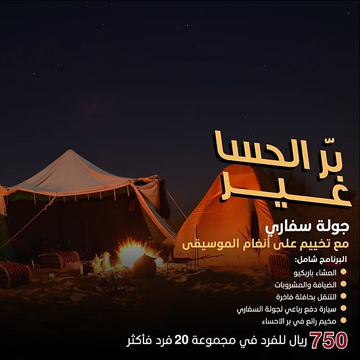 برّ الحسا
غير
جولة سفاري
مع تخييم على أنغام الموسيقى
البرنامج شامل:
العشاء باربكيو
الضيافة والمشروبات
التنقل بحافلة فاخرة
سيارة دفع رباعي لجولة السفاري
مخيم رائع في بر الاحساء
750 ريال للفرد في مجموعة 20 فرد فأكثر